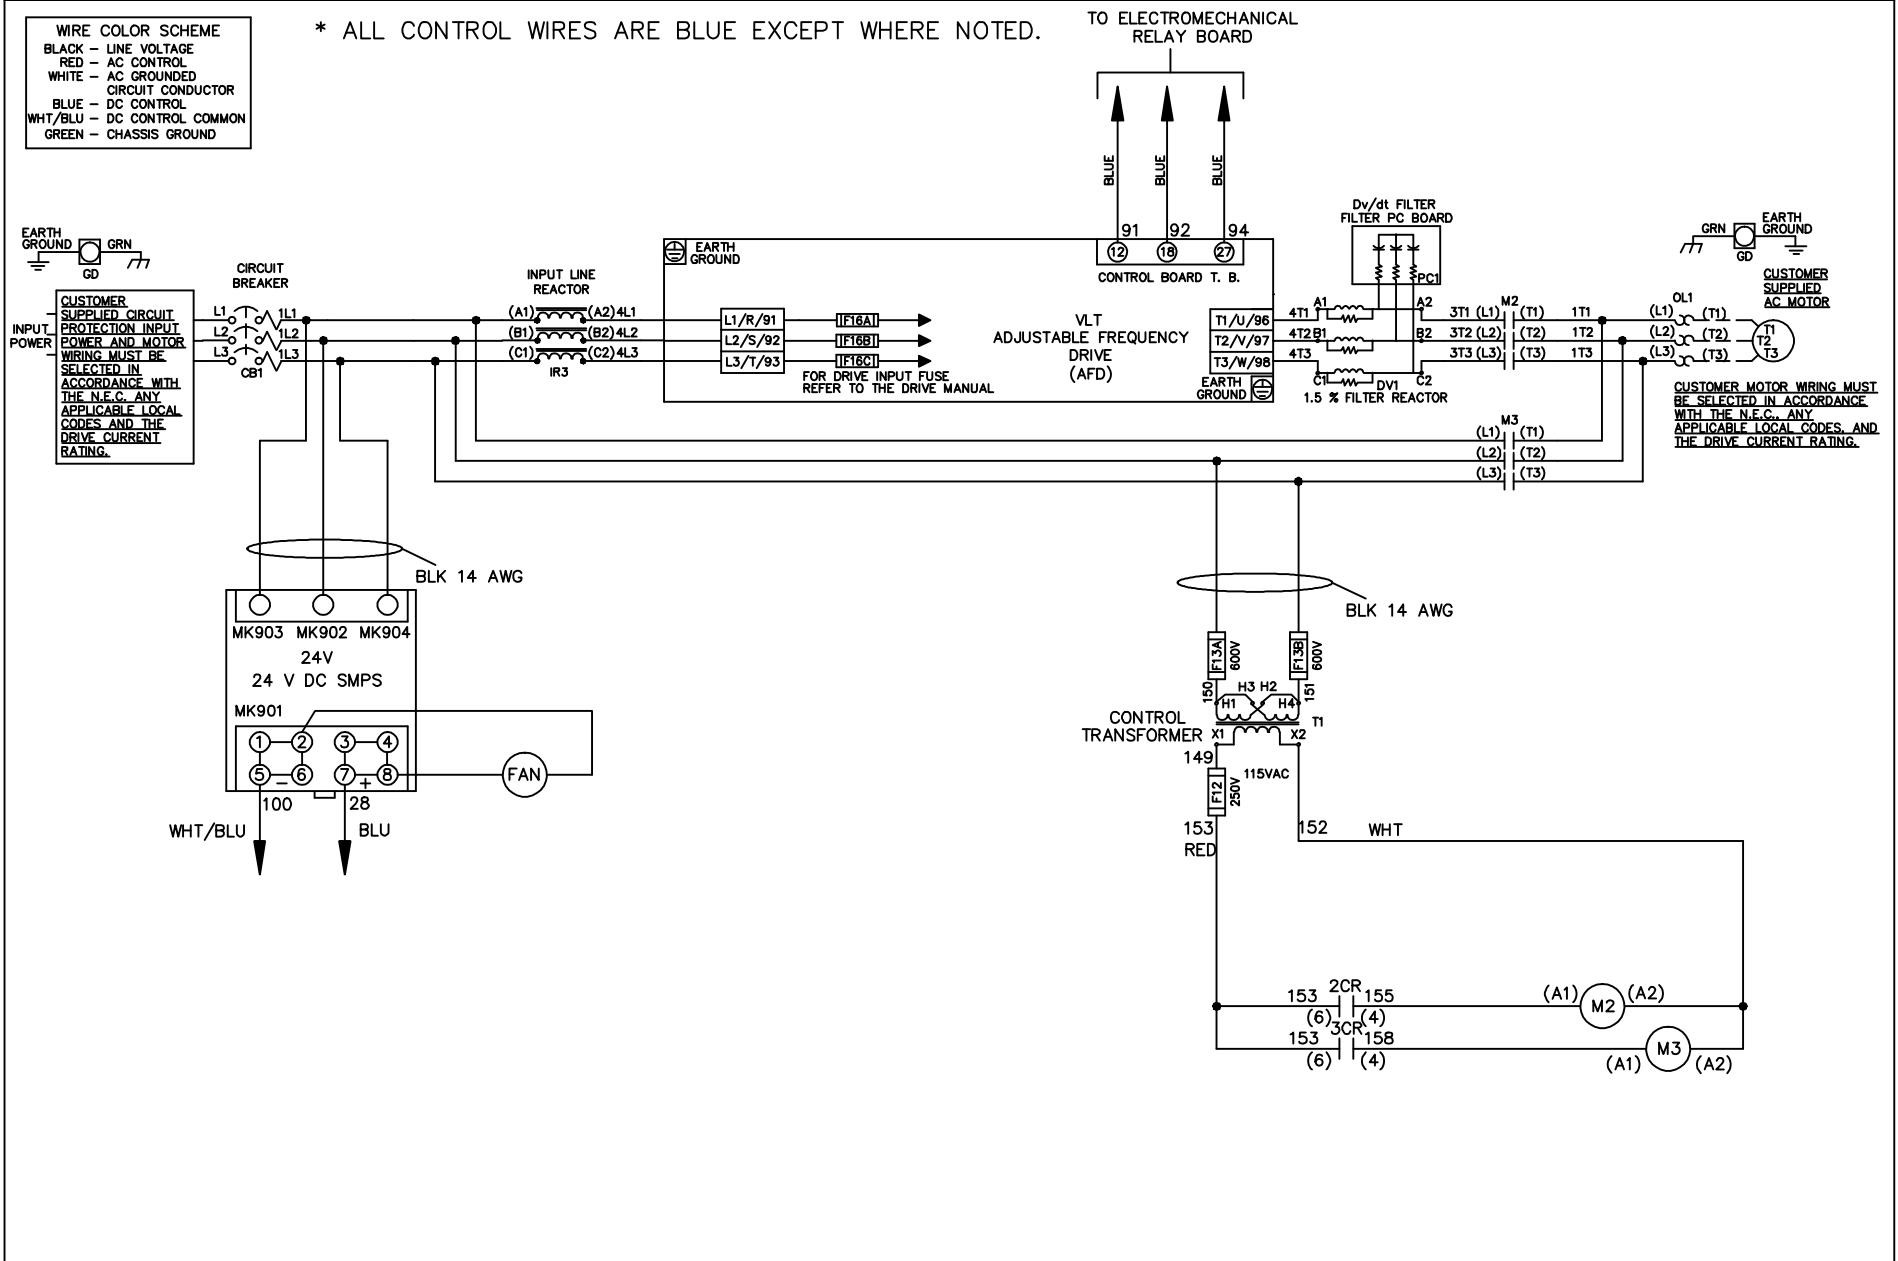 WIRE COLOR SCHEME
BLACK – LINE VOLTAGE
RED – AC CONTROL
WHITE – AC GROUNDED
CIRCUIT CONDUCTOR
BLUE – DC CONTROL
WHT/BLU – DC CONTROL COMMON
GREEN – CHASSIS GROUND
* ALL CONTROL WIRES ARE BLUE EXCEPT WHERE NOTED.
TO ELECTROMECHANICAL
RELAY BOARD
BLUE
BLUE
BLUE
91 92 94
12 18 27
CONTROL BOARD T. B.
EARTH
GROUND
GRN
GD
CUSTOMER
SUPPLIED CIRCUIT
PROTECTION INPUT
POWER AND MOTOR
WIRING MUST BE
SELECTED IN
ACCORDANCE WITH
THE N.E.C. ANY
APPLICABLE LOCAL
CODES AND THE
DRIVE CURRENT
RATING.
INPUT
POWER
CIRCUIT
BREAKER
L1 1L1
L2 1L2
L3 1L3
CB1
INPUT LINE
REACTOR
(A1) (A2) 4L1
(B1) (B2) 4L2
(C1) (C2) 4L3
IR3
EARTH
GROUND
L1/R/91
L2/S/92
L3/T/93
F16A
F16B
F16C
FOR DRIVE INPUT FUSE
REFER TO THE DRIVE MANUAL
VLT
ADJUSTABLE FREQUENCY
DRIVE
(AFD)
T1/U/96
T2/V/97
T3/W/98
EARTH
GROUND
Dv/dt FILTER
FILTER PC BOARD
PC1
4T1 A1 A2
4T2 B1 B2
4T3
C1 C2
DV1
1.5 % FILTER REACTOR
M2
3T1 (L1) (T1) 1T1
3T2 (L2) (T2) 1T2
3T3 (L3) (T3) 1T3
M3
(L1) (T1)
(L2) (T2)
(L3) (T3)
GRN
EARTH
GROUND
GD
CUSTOMER
SUPPLIED
AC MOTOR
OL1
(L1) (T1)
(L2) (T2)
(L3) (T3)
T1
T2
T3
CUSTOMER MOTOR WIRING MUST
BE SELECTED IN ACCORDANCE
WITH THE N.E.C., ANY
APPLICABLE LOCAL CODES, AND
THE DRIVE CURRENT RATING.
BLK 14 AWG
MK903 MK902 MK904
24V
24 V DC SMPS
MK901
1 2 3 4
5 – 6 7 + 8
FAN
100 28
WHT/BLU BLU
BLK 14 AWG
F13A
600V
F13B
600V
150
151
H3 H2
H1 H4
CONTROL
TRANSFORMER
T1
X1 X2
149
115VAC
F12
250V
153
RED
152 WHT
2CR
153 155
(6) (4)
(A1) M2 (A2)
3CR
153 158
(6) (4)
(A1) M3 (A2)